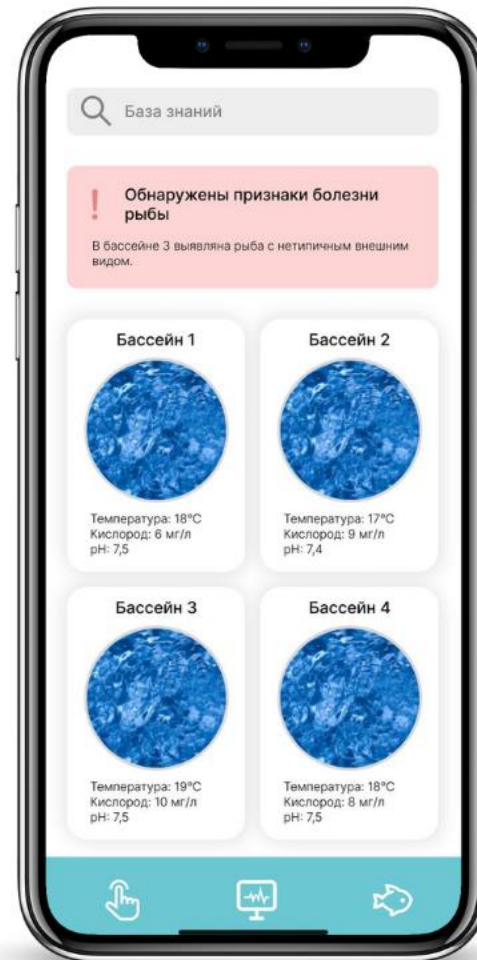 База знаний
Обнаружены признаки болезни
рыбы
В бассейне 3 выявляна рыба с нетипичным внешним
видом.
Бассейн 1
Температура: 18°C
Кислород: 6 мг/л
pH: 7,5
Бассейн 2
Температура: 17°C
Кислород: 9 мг/л
pH: 7,4
Бассейн 3
Температура: 19°C
Кислород: 10 мг/л
pH: 7,5
Бассейн 4
Температура: 18°C
Кислород: 8 мг/л
pH: 7,5